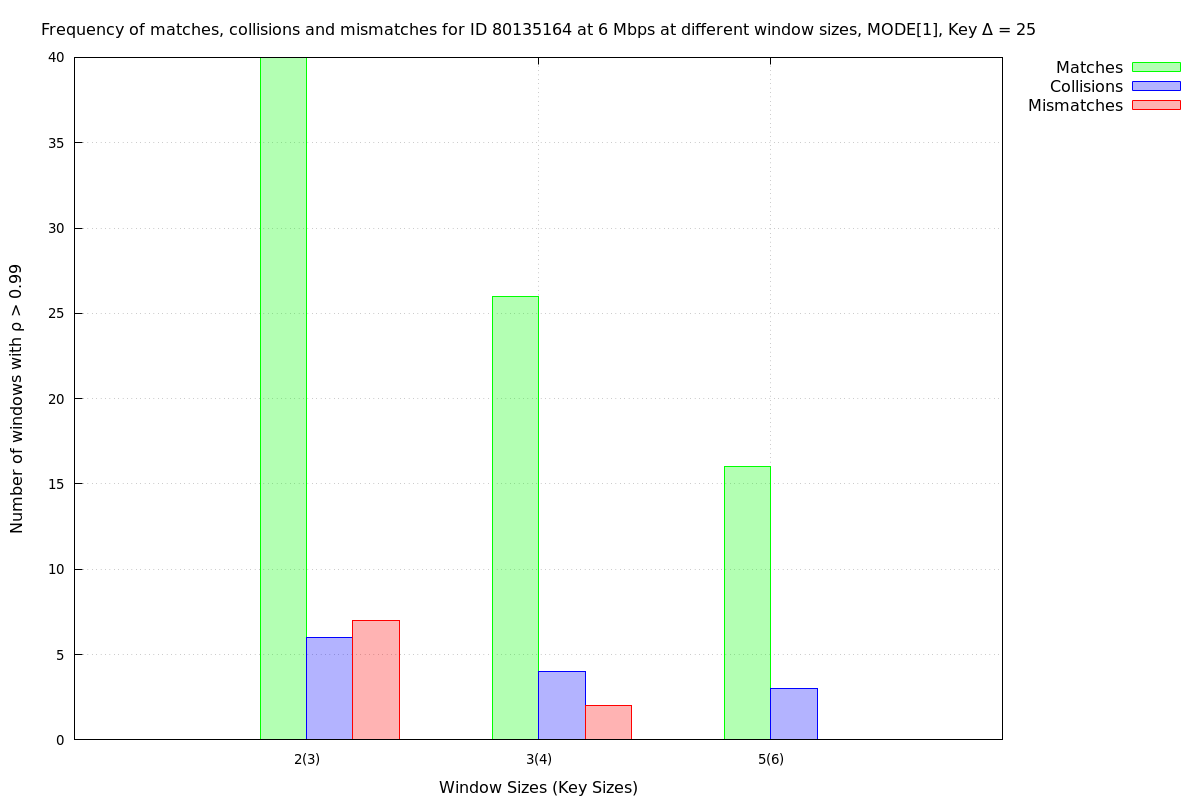 Frequency of matches, collisions and mismatches for ID 80135164 at 6 Mbps at different window sizes, MODE[1], Key Δ = 25
Matches
Collisions
Mismatches
Number of windows with ρ > 0.99
40
35
30
25
20
15
10
5
0
2(3)
3(4)
5(6)
Window Sizes (Key Sizes)